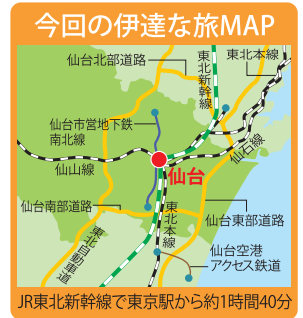 今回の伊達な旅MAP
仙台北部道路
東北新幹線
東北本線
仙台市営地下鉄
南北線
仙石線
仙山線
仙台
仙台南部道路
東北本線
仙台東部道路
東北自動車道
仙台空港
アクセス鉄道
JR東北新幹線で東京駅から約1時間40分